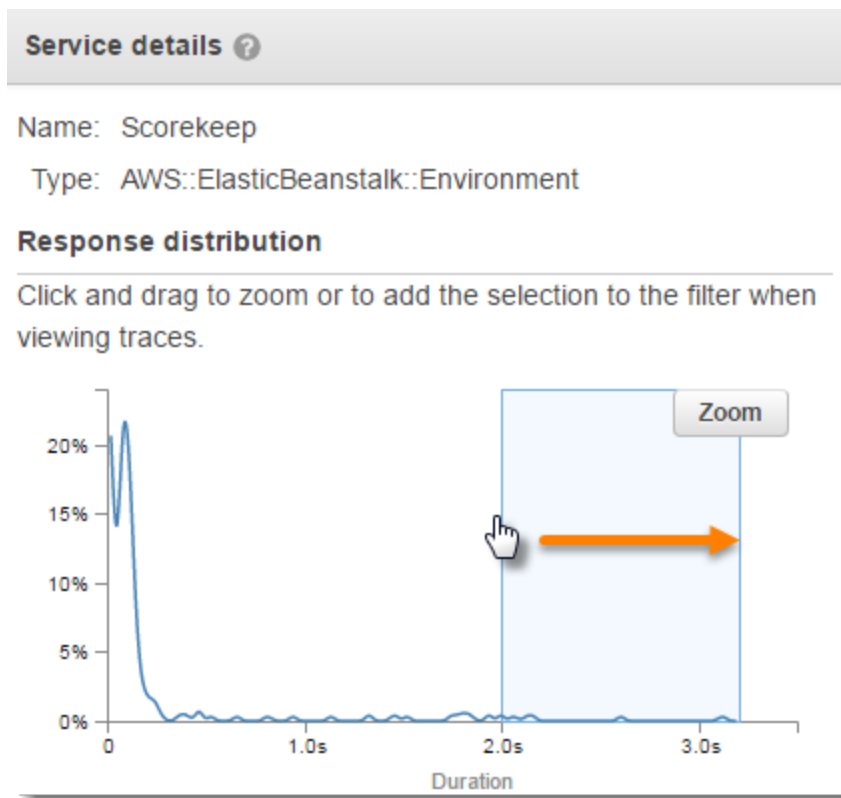 Service details ?
Name: Scorekeep
Type: AWS::ElasticBeanstalk::Environment
Response distribution
Click and drag to zoom or to add the selection to the filter when
viewing traces.
Zoom
20%
15%
10%
5%
0%
0 1.0s 2.0s 3.0s
Duration